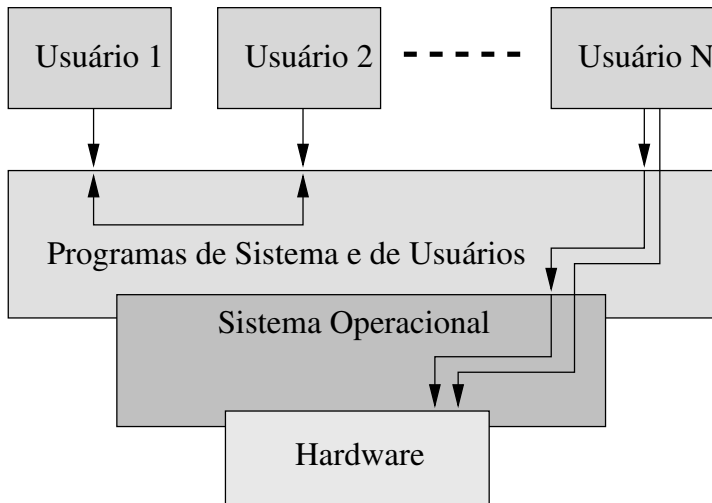 Usuário 1
Usuário 2
Usuário N
Programas de Sistema e de Usuários
Sistema Operacional
Hardware